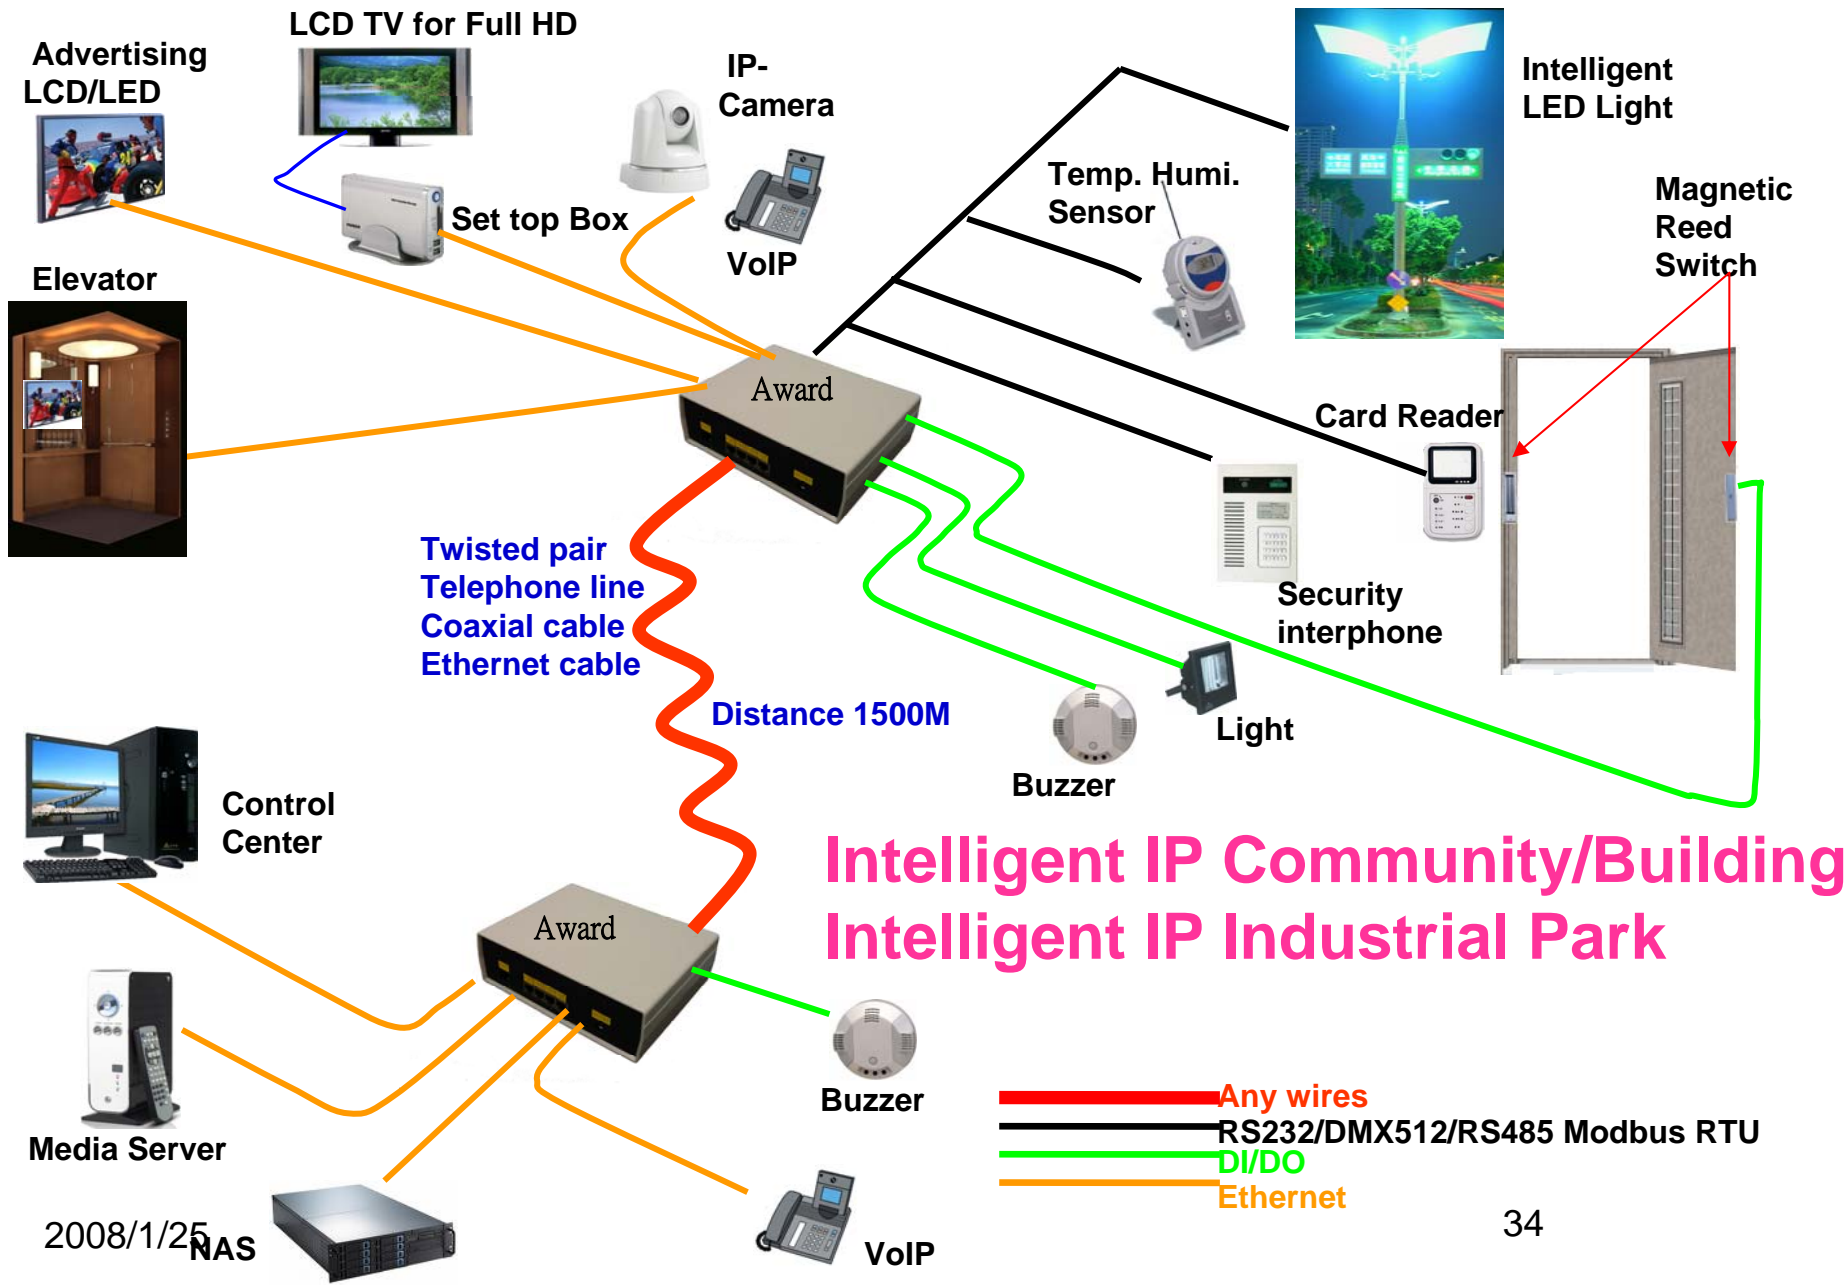 LCD TV for Full HD
Advertising
LCD/LED
IP-
Camera
Intelligent
LED Light
Temp. Humi.
Sensor
Magnetic
Reed
Switch
Set top Box
VoIP
Elevator
Award
Card Reader
Twisted pair
Telephone line
Coaxial cable
Ethernet cable
Security
interphone
Distance 1500M
Light
Buzzer
Control
Center
Intelligent IP Community/Building
Intelligent IP Industrial Park
Award
Buzzer
Any wires
RS232/DMX512/RS485 Modbus RTU
DI/DO
Ethernet
Media Server
2008/1/25
NAS
VoIP
34